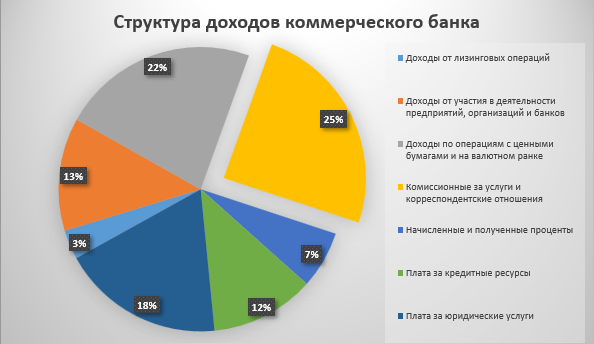 Структура доходов коммерческого банка
22%
25%
13%
3%
7%
18%
12%
Доходы от лизинговых операций
Доходы от участия в деятельности
предприятий, организаций и банков
Доходы по операциям с ценными
бумагами и на валютном ранке
Комиссионные за услуги и
корреспондентские отношения
Начисленные и полученные проценты
Плата за кредитные ресурсы
Плата за юридические услуги